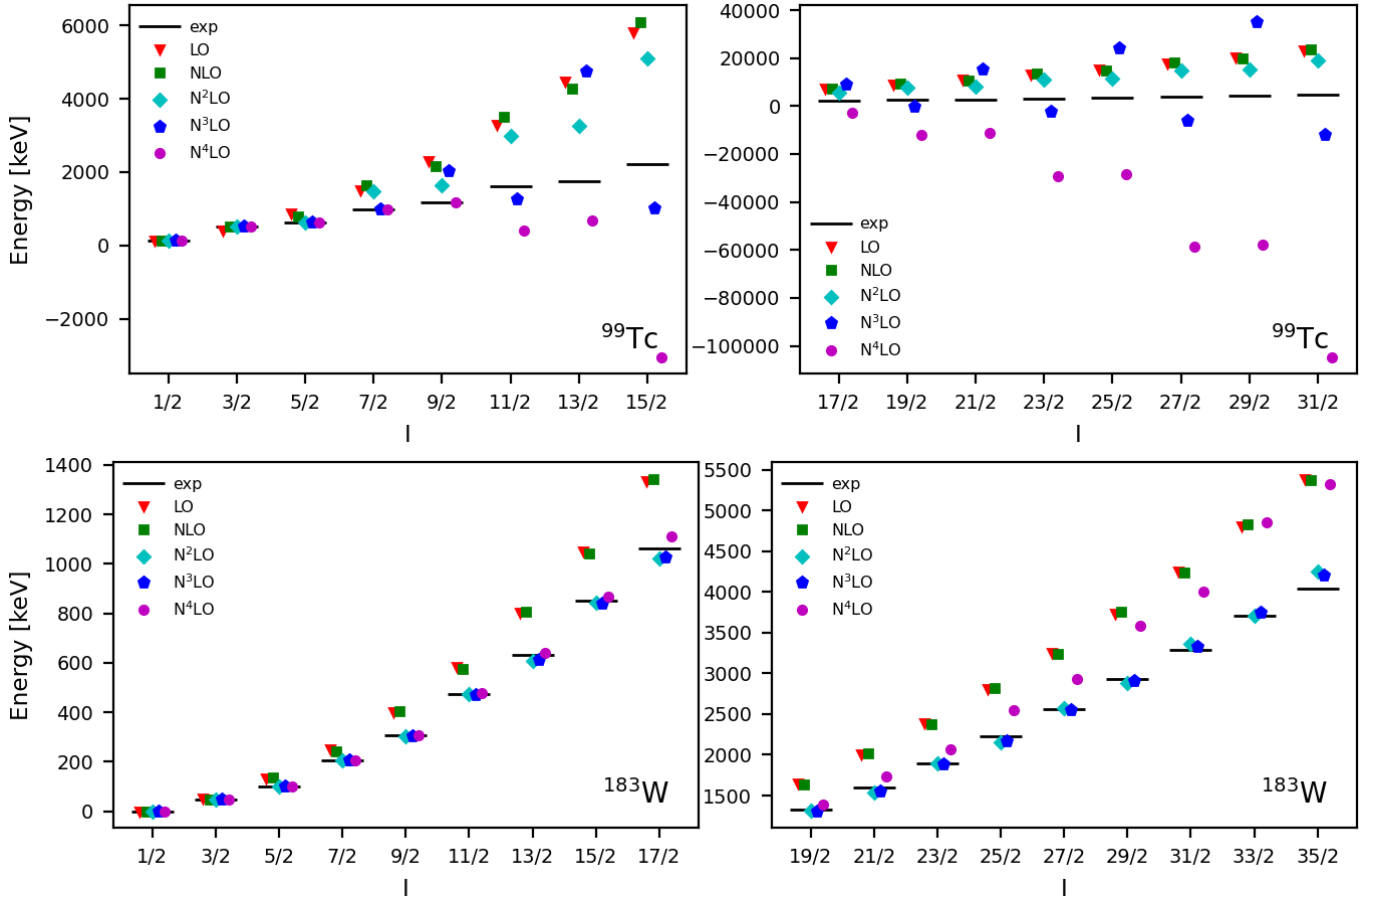 6000
4000
2000
0
−2000
Energy [keV]
exp
LO
NLO
N²LO
N³LO
N⁴LO
⁹⁹Tc
1/2 3/2 5/2 7/2 9/2 11/2 13/2 15/2
I
40000
20000
0
−20000
−40000
−60000
−80000
−100000
exp
LO
NLO
N²LO
N³LO
N⁴LO
⁹⁹Tc
17/2 19/2 21/2 23/2 25/2 27/2 29/2 31/2
I
1400
1200
1000
800
600
400
200
0
Energy [keV]
exp
LO
NLO
N²LO
N³LO
N⁴LO
¹⁸³W
1/2 3/2 5/2 7/2 9/2 11/2 13/2 15/2 17/2
I
5500
5000
4500
4000
3500
3000
2500
2000
1500
exp
LO
NLO
N²LO
N³LO
N⁴LO
¹⁸³W
19/2 21/2 23/2 25/2 27/2 29/2 31/2 33/2 35/2
I